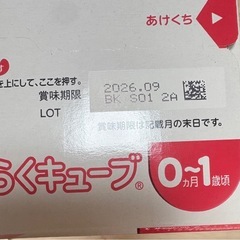 あけくち
を上にして、ここを押す。
賞味期限 2026.09
LOT BK S01 2A
賞味期限は記載月の末日です。
らくキューブ®
0カ月~1歳頃